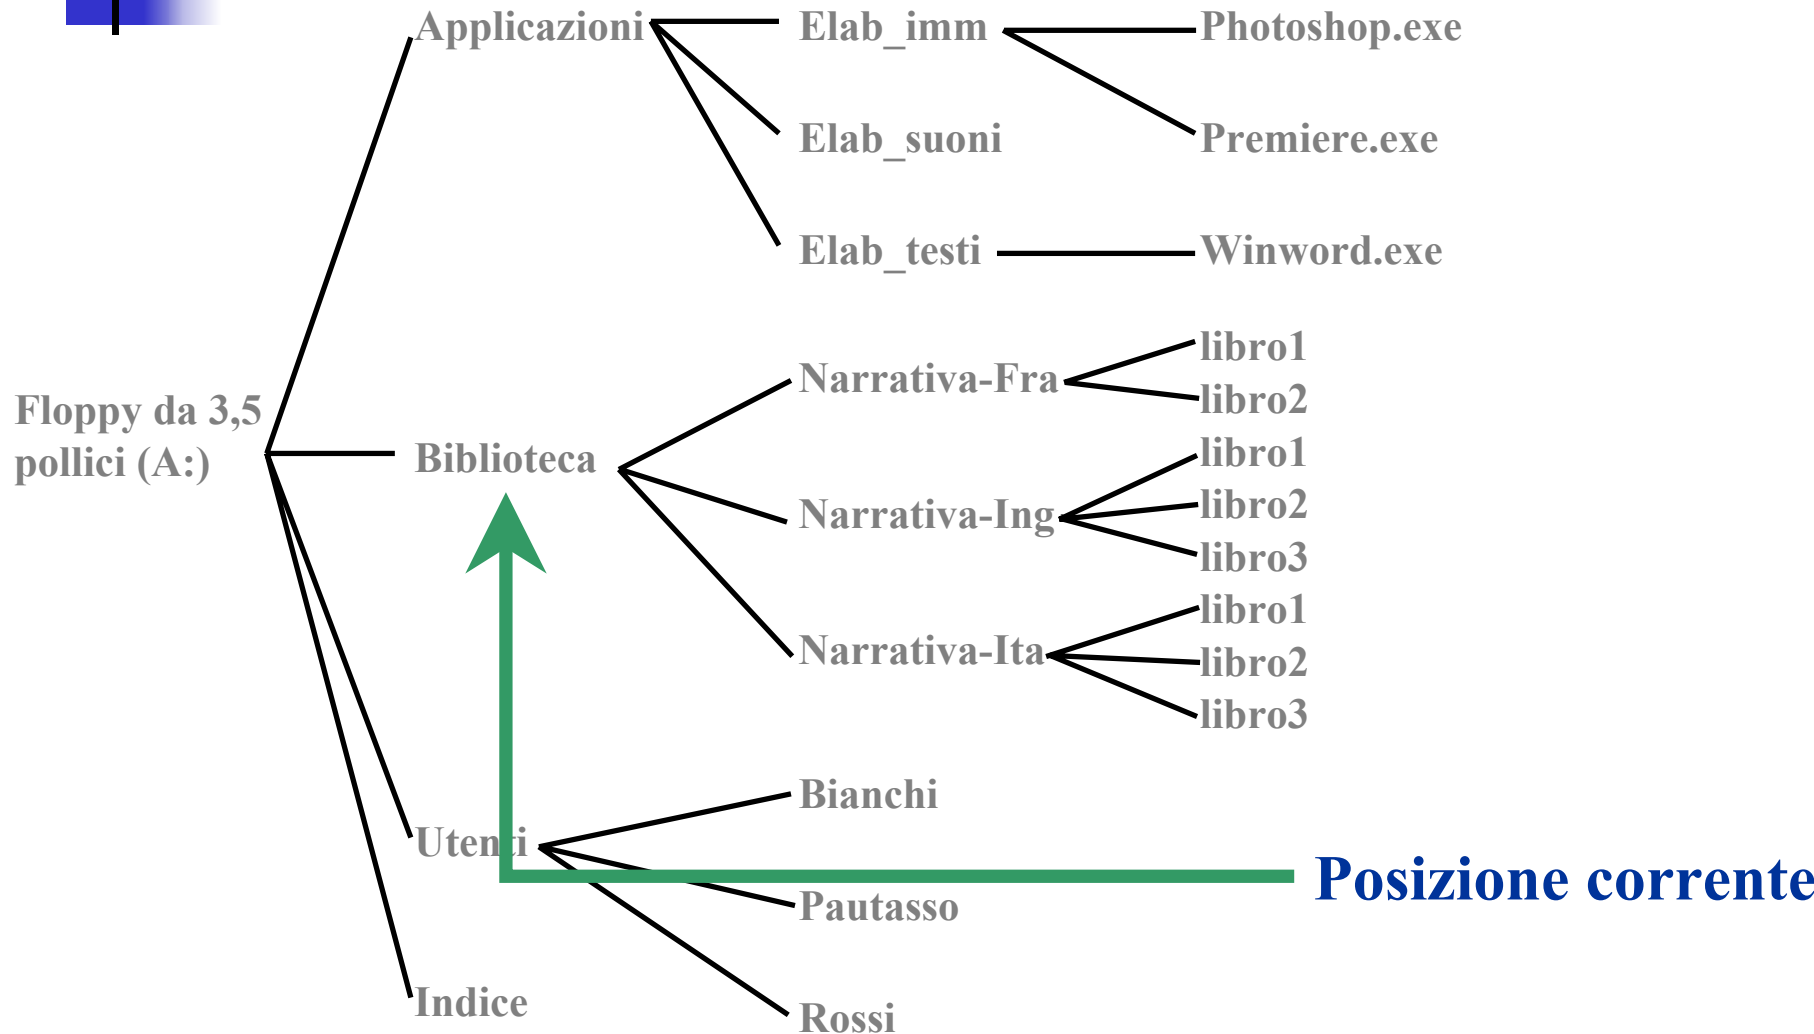 Applicazioni
Elab_imm
Photoshop.exe
Elab_suoni
Premiere.exe
Elab_testi
Winword.exe
Floppy da 3,5
pollici (A:)
Biblioteca
Narrativa-Fra
libro1
libro2
Narrativa-Ing
libro1
libro2
libro3
Narrativa-Ita
libro1
libro2
libro3
Utenti
Bianchi
Pautasso
Rossi
Posizione corrente
Indice